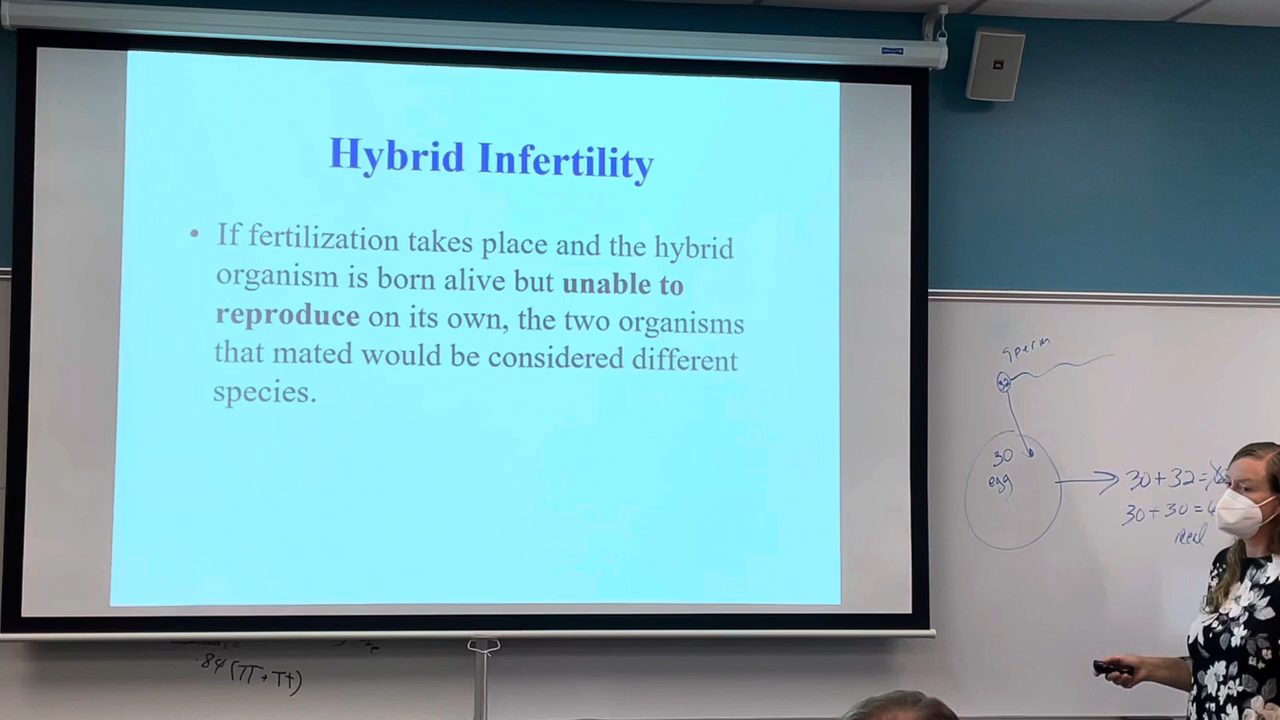 Hybrid Infertility
• If fertilization takes place and the hybrid
organism is born alive but unable to
reproduce on its own, the two organisms
that mated would be considered different
species.
sperm
32
30
egg
30+32=
30+30=
.84 (TT+Tt)